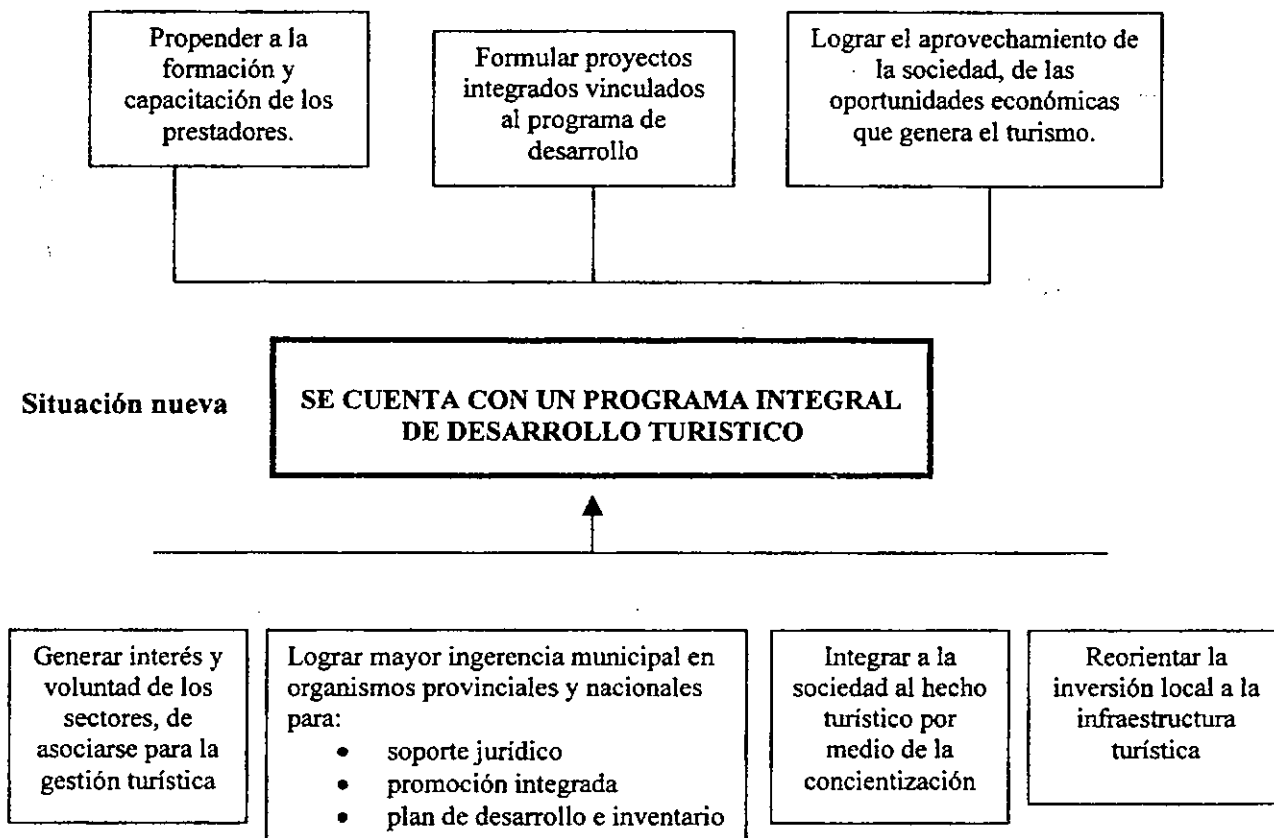 Propender a la
formación y
capacitación de los
prestadores.
Formular proyectos
integrados vinculados
al programa de
desarrollo
Lograr el aprovechamiento de
la sociedad, de las
oportunidades económicas
que genera el turismo.
Situación nueva
SE CUENTA CON UN PROGRAMA INTEGRAL
DE DESARROLLO TURISTICO
Generar interés y
voluntad de los
sectores, de
asociarse para la
gestión turística
Lograr mayor ingerencia municipal en
organismos provinciales y nacionales
para:
• soporte jurídico
• promoción integrada
• plan de desarrollo e inventario
Integrar a la
sociedad al hecho
turístico por
medio de la
concientización
Reorientar la
inversión local a la
infraestructura
turística